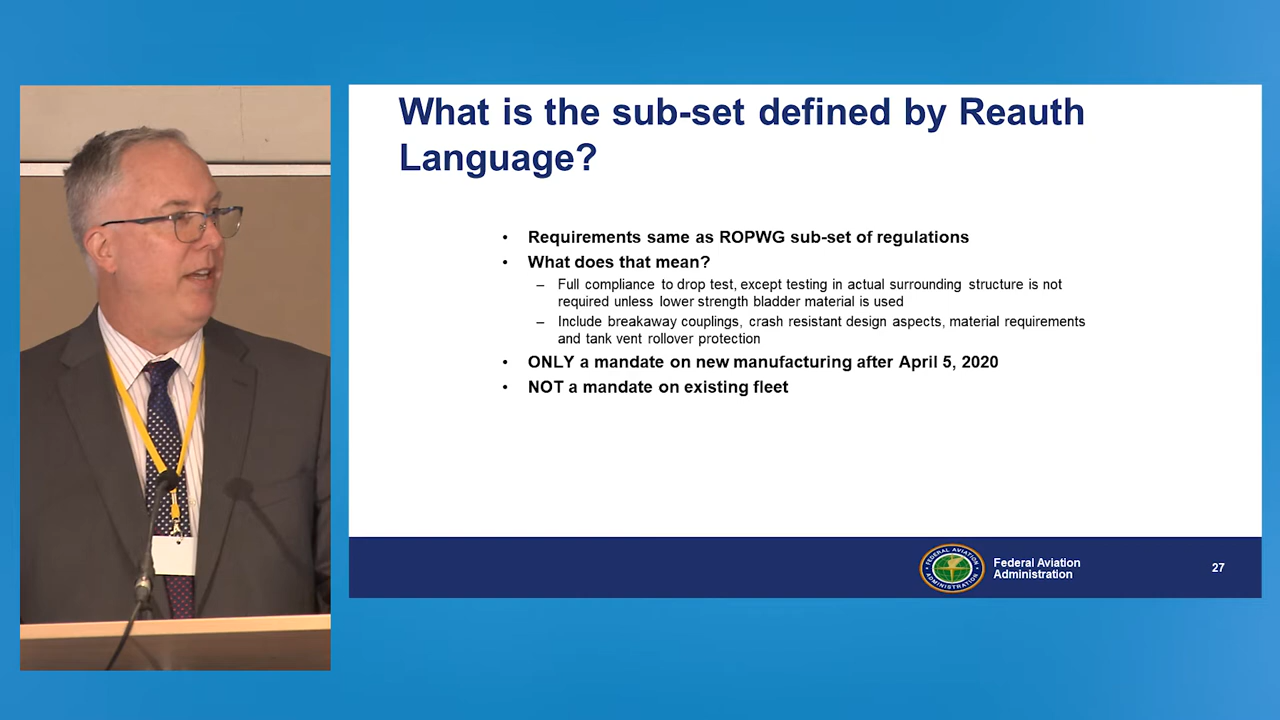 What is the sub-set defined by Reauth
Language?
• Requirements same as ROPWG sub-set of regulations
• What does that mean?
– Full compliance to drop test, except testing in actual surrounding structure is not
required unless lower strength bladder material is used
– Include breakaway couplings, crash resistant design aspects, material requirements
and tank vent rollover protection
• ONLY a mandate on new manufacturing after April 5, 2020
• NOT a mandate on existing fleet
FEDERAL AVIATION
ADMINISTRATION
Federal Aviation
Administration
27